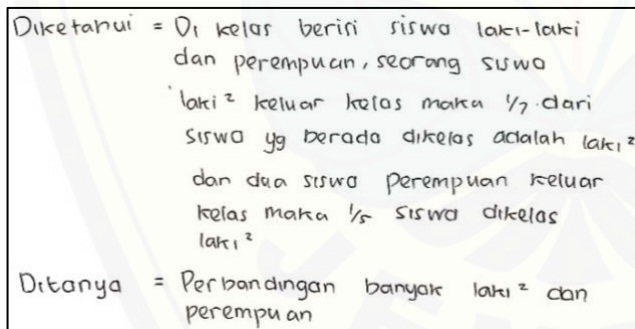 Diketahui = Di kelas berisi siswa laki-laki
dan perempuan, seorang siswa
laki² keluar kelas maka 1/7 dari
siswa yg berada dikelas adalah laki²
dan dua siswa perempuan keluar
kelas maka 1/5 siswa dikelas
laki²
Ditanya = Perbandingan banyak laki² dan
perempuan